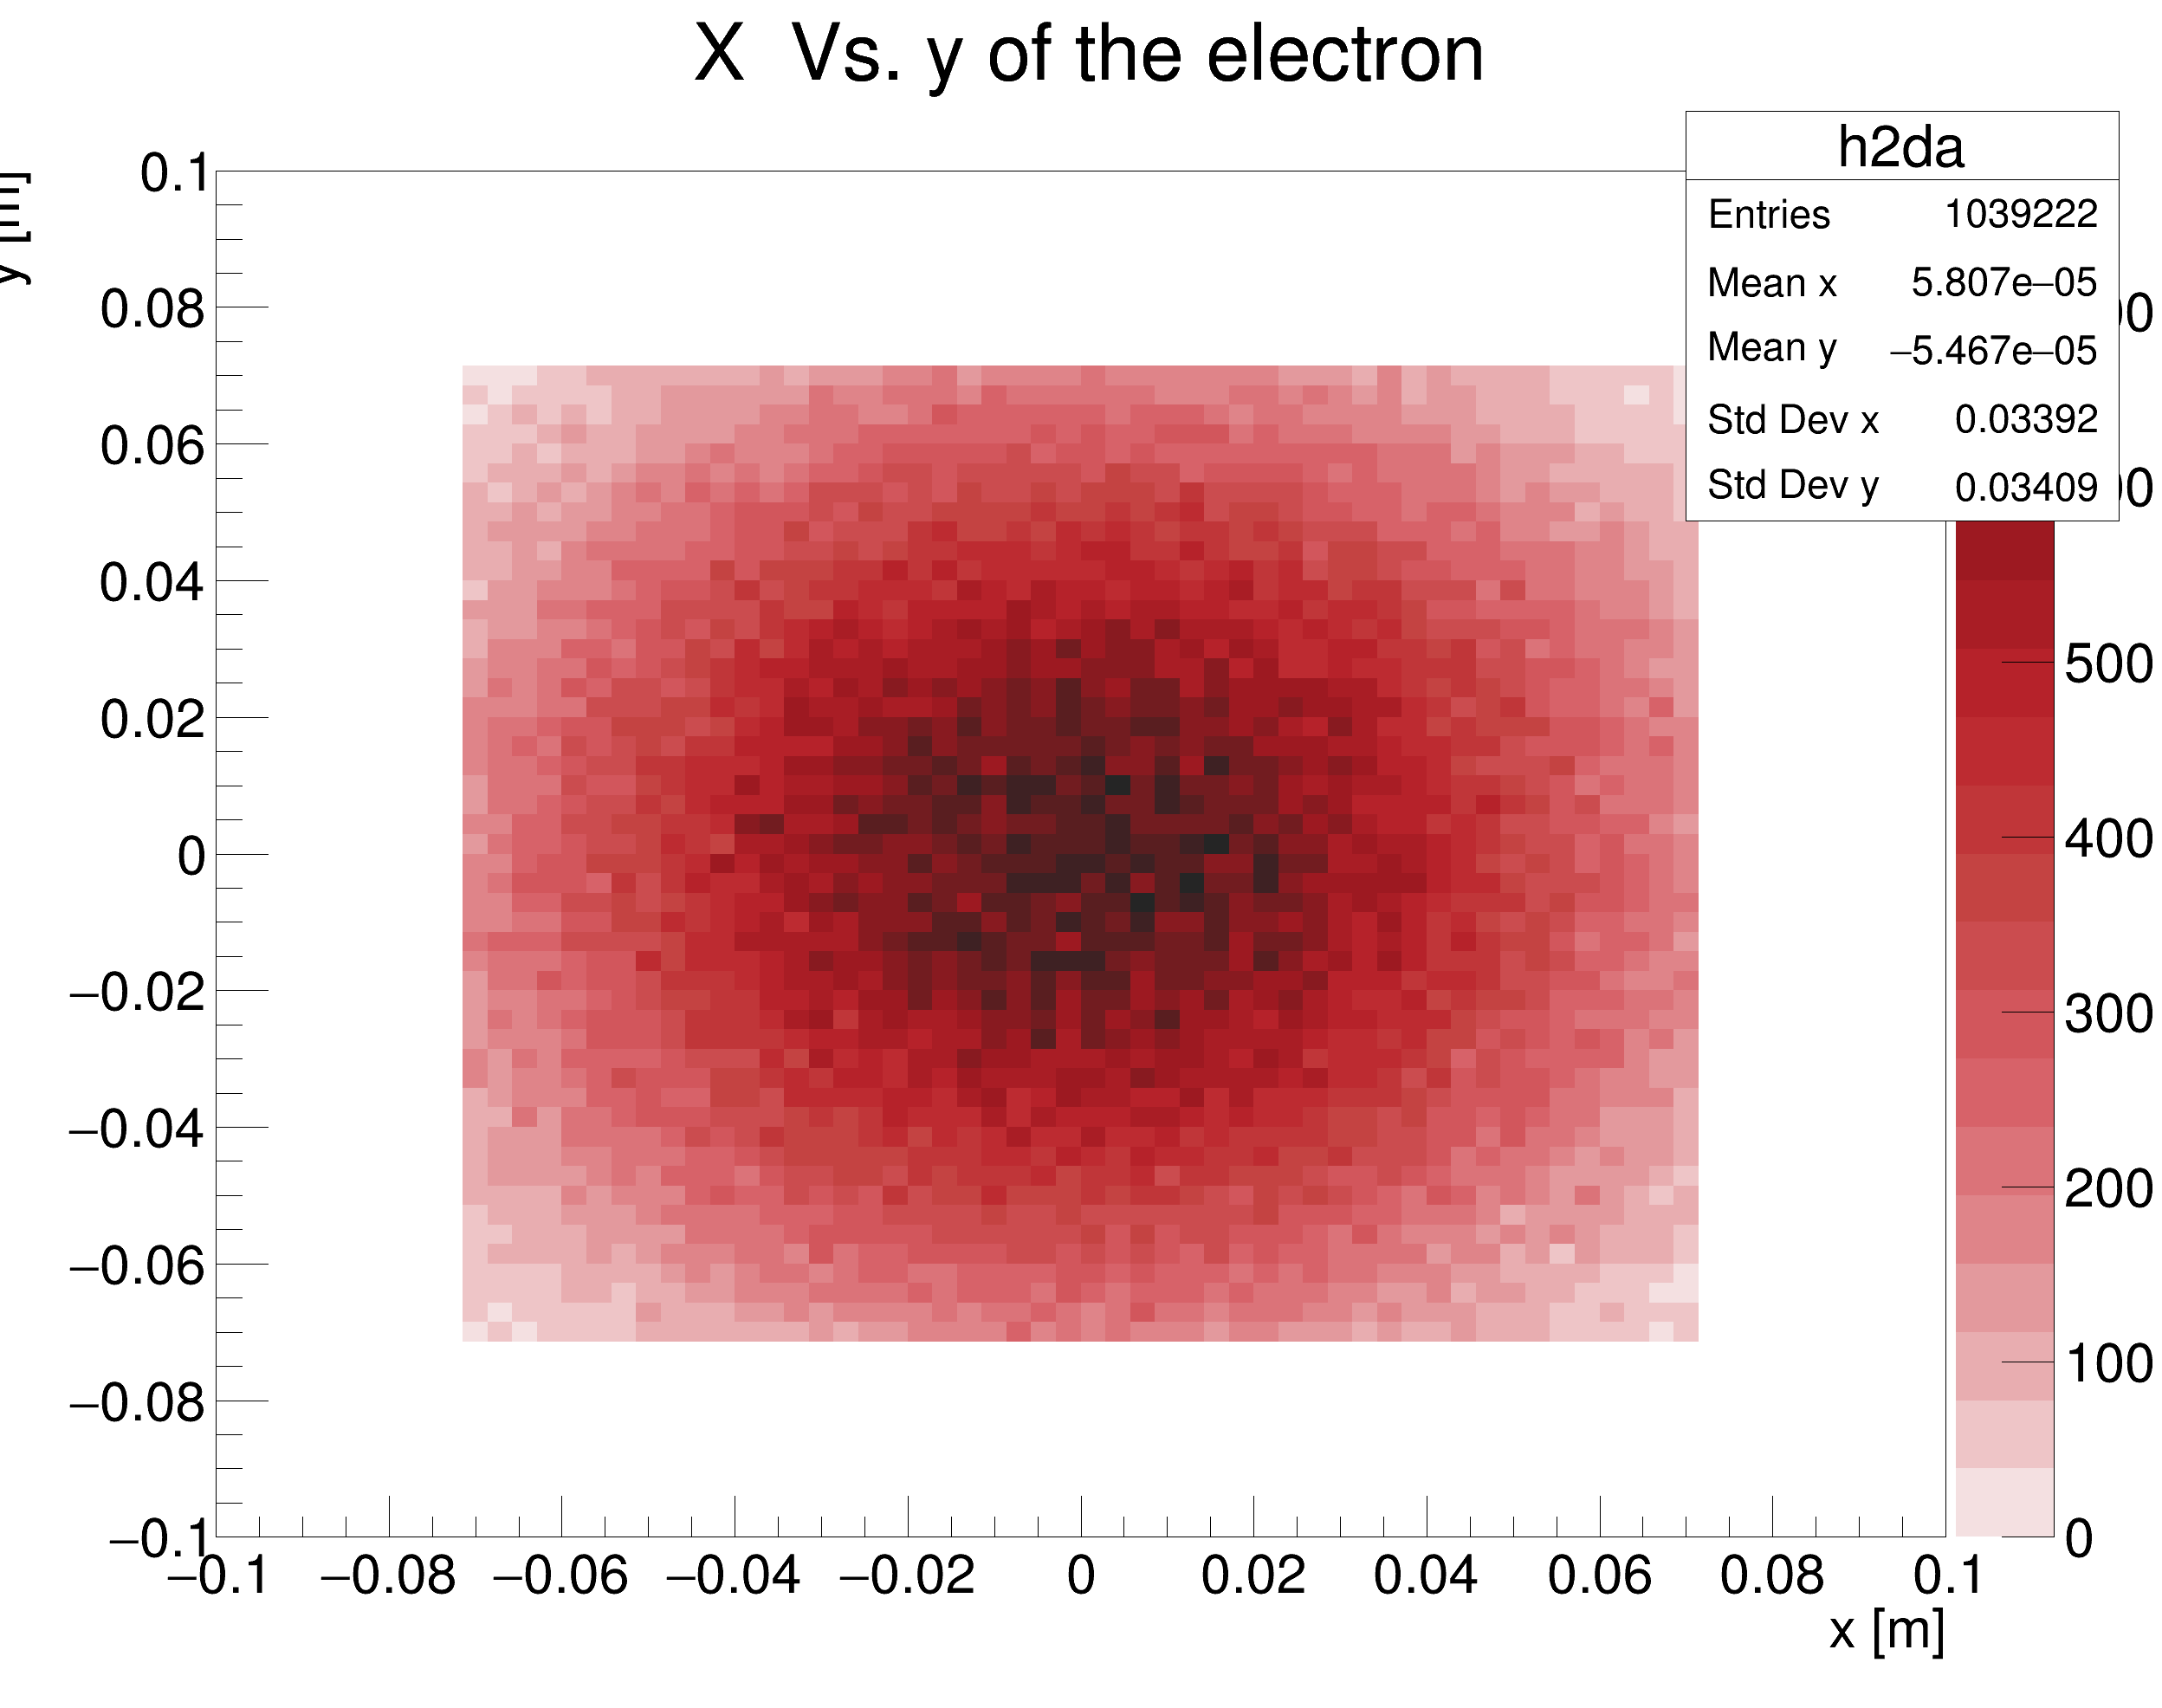 X Vs. y of the electron
h2da
Entries 1039222
Mean x 5.807e−05
Mean y −5.467e−05
Std Dev x 0.03392
Std Dev y 0.03409
y [m]
0.1
0.08
0.06
0.04
0.02
0
−0.02
−0.04
−0.06
−0.08
−0.1
500
400
300
200
100
0
−0.1 −0.08 −0.06 −0.04 −0.02 0 0.02 0.04 0.06 0.08 0.1
x [m]